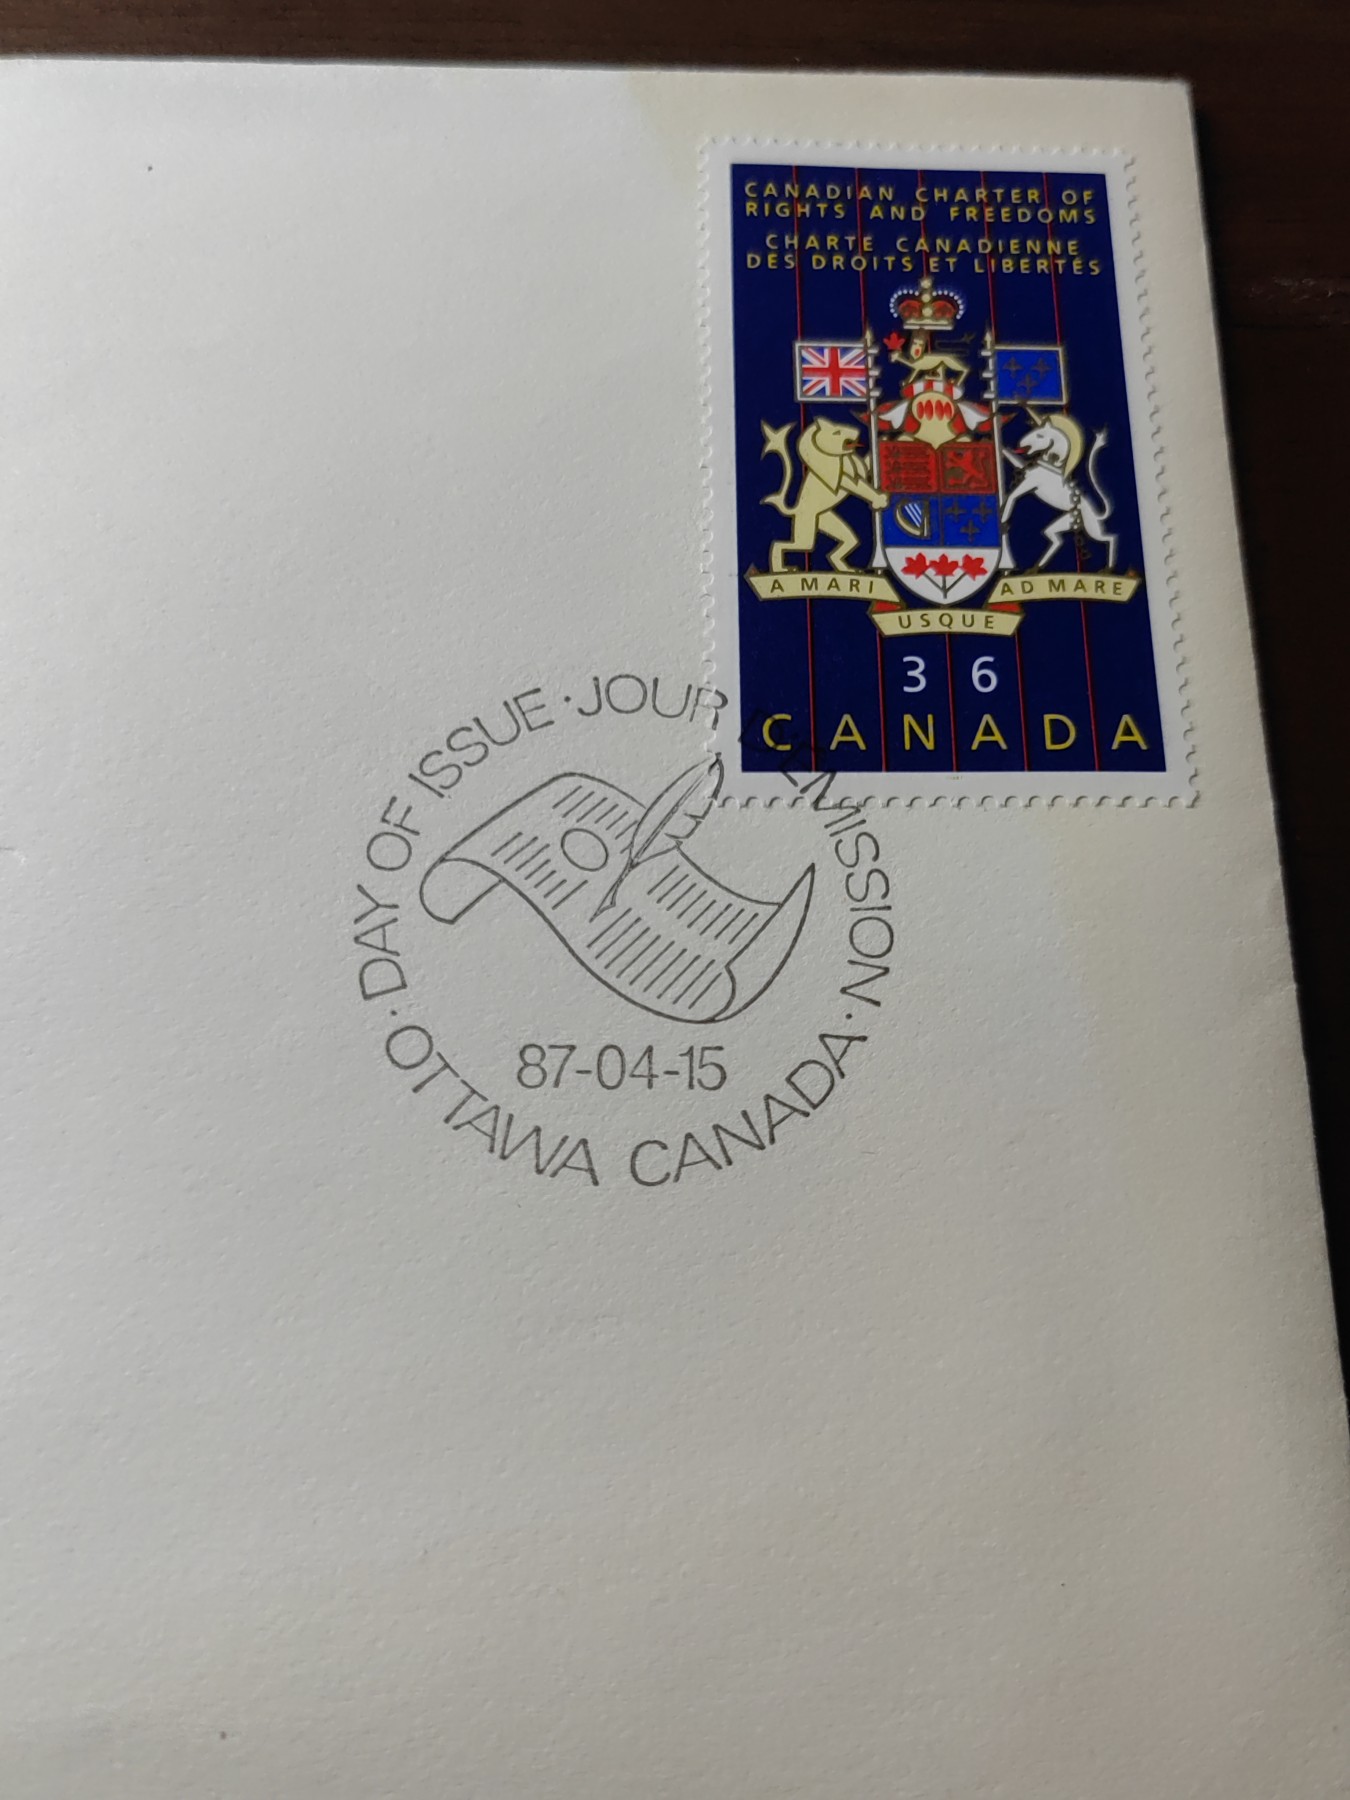 CANADIAN CHARTER OF
RIGHTS AND FREEDOMS
CHARTE CANADIENNE
DES DROITS ET LIBERTÉS
A MARI
USQUE
AD MARE
36
CANADA
DAY OF ISSUE · JOUR D'ÉMISSION ·
87-04-15
OTTAWA CANADA ·